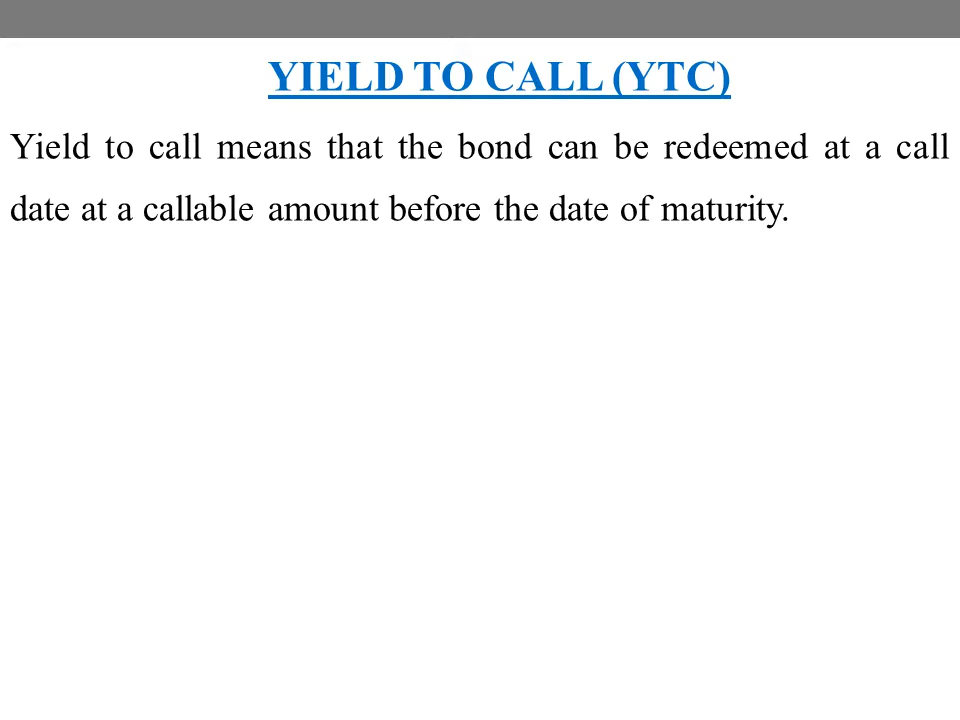 YIELD TO CALL (YTC)
Yield to call means that the bond can be redeemed at a call
date at a callable amount before the date of maturity.